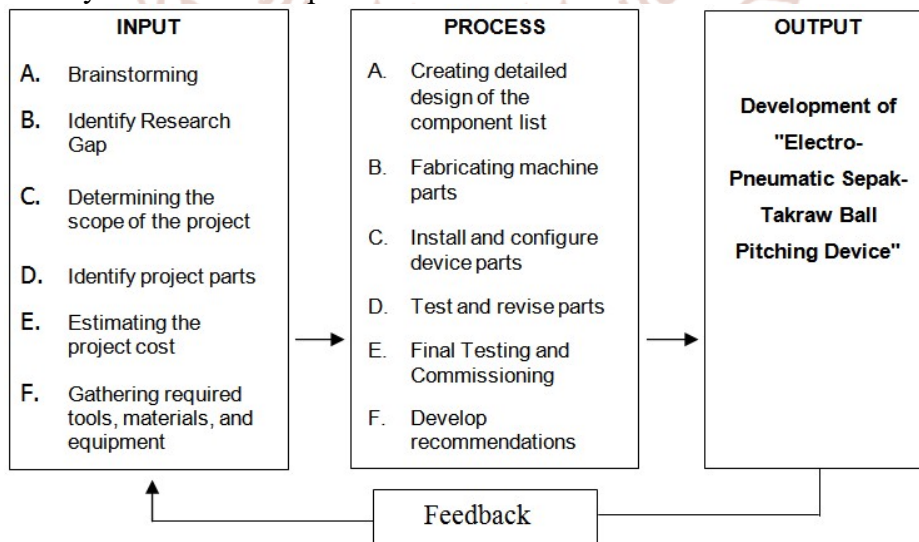 INPUT
A. Brainstorming
B. Identify Research
Gap
C. Determining the
scope of the project
D. Identify project parts
E. Estimating the
project cost
F. Gathering required
tools, materials, and
equipment
PROCESS
A. Creating detailed
design of the
component list
B. Fabricating machine
parts
C. Install and configure
device parts
D. Test and revise parts
E. Final Testing and
Commissioning
F. Develop
recommendations
OUTPUT
Development of
"Electro-
Pneumatic Sepak-
Takraw Ball
Pitching Device"
Feedback